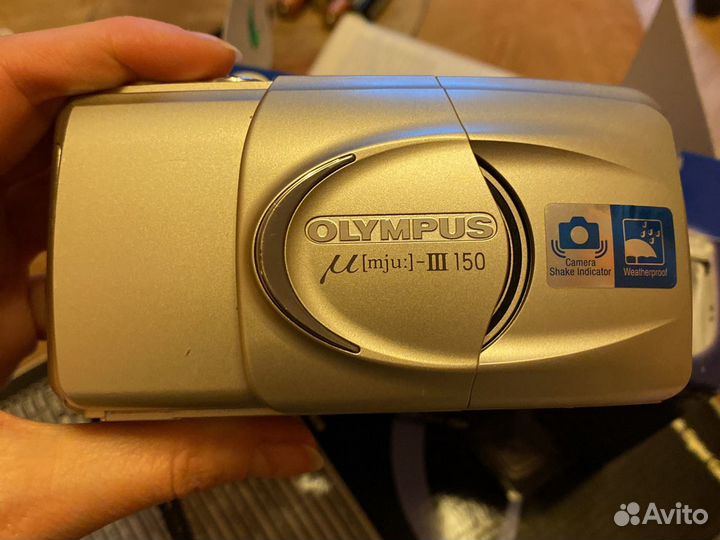 OLYMPUS
µ[mju:]-III 150
Camera
Shake Indicator
Weatherproof
Avito